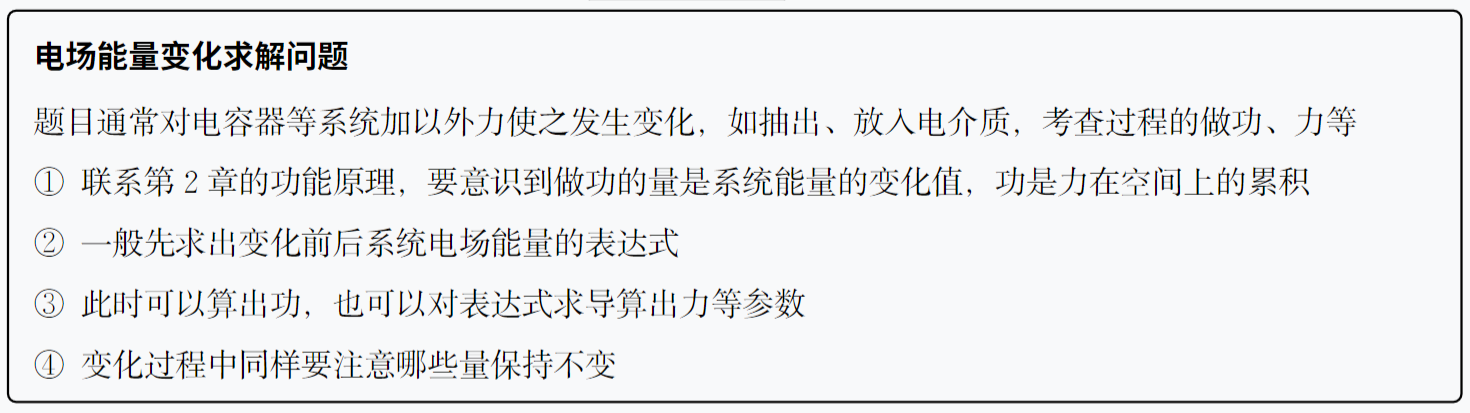 电场能量变化求解问题
题目通常对电容器等系统加以外力使之发生变化，如抽出、放入电介质，考查过程的做功、力等
① 联系第 2 章的功能原理，要意识到做功的量是系统能量的变化值，功是力在空间上的累积
② 一般先求出变化前后系统电场能量的表达式
③ 此时可以算出功，也可以对表达式求导算出力等参数
④ 变化过程中同样要注意哪些量保持不变